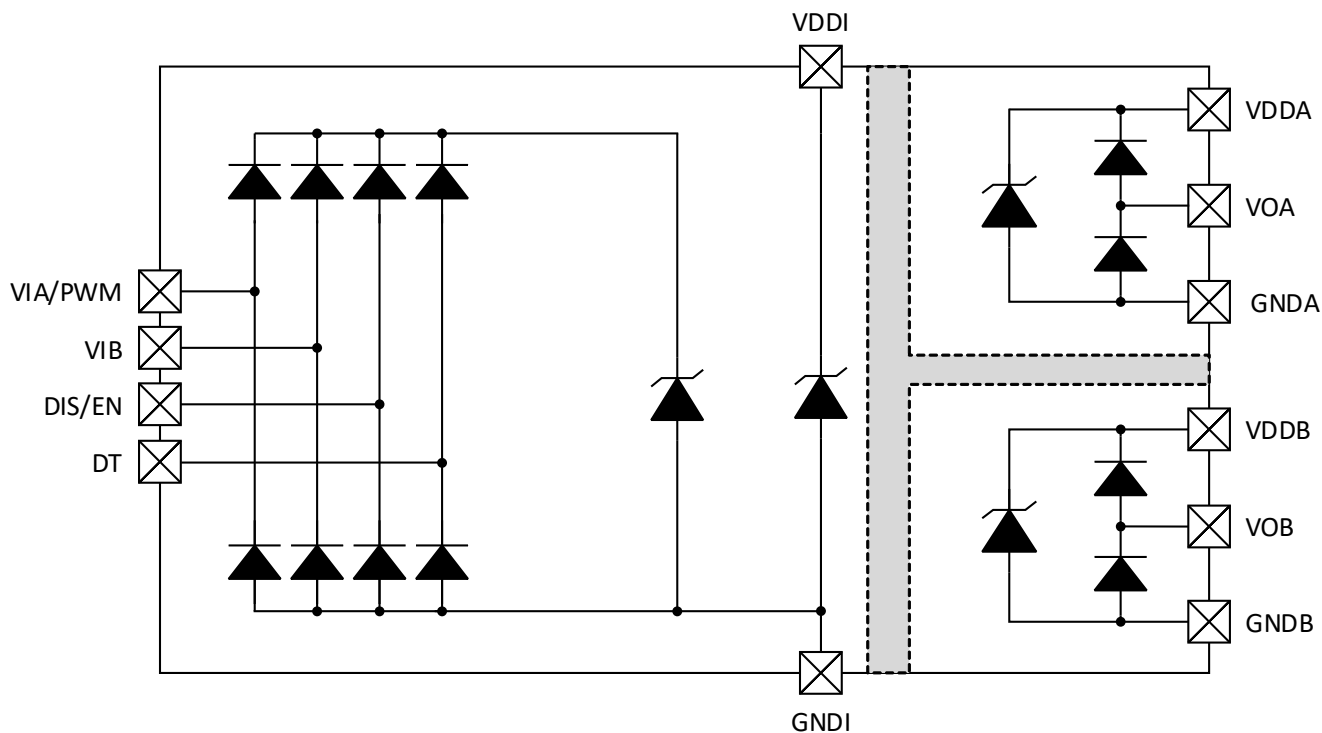 VDDI
VDDA
VOA
VIA/PWM
GNDA
VIB
DIS/EN
VDDB
DT
VOB
GNDB
GNDI